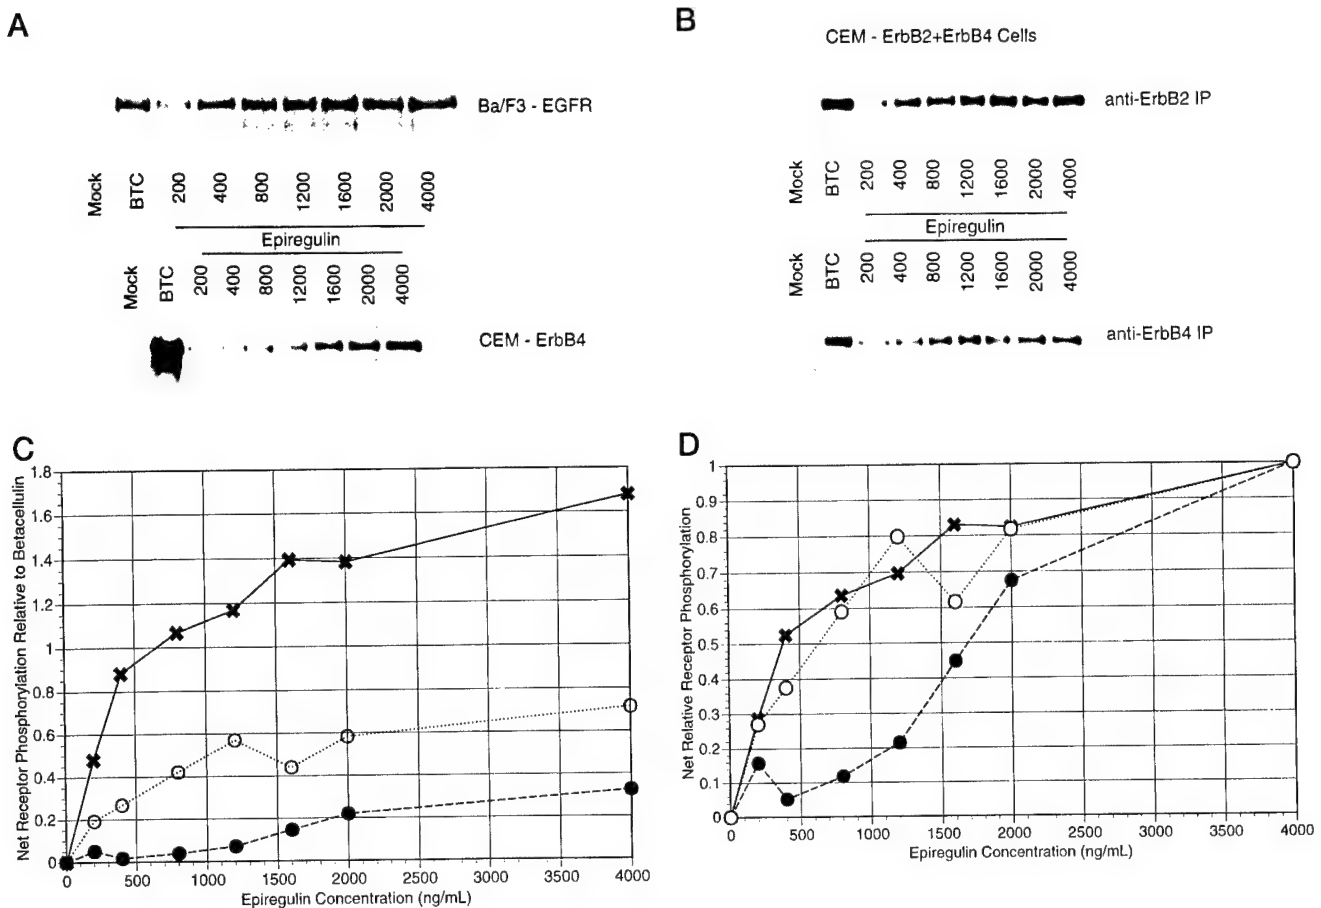 A
Ba/F3 - EGFR
Mock BTC 200 400 800 1200 1600 2000 4000
Epiregulin
Mock BTC 200 400 800 1200 1600 2000 4000
CEM - ErbB4
B
CEM - ErbB2+ErbB4 Cells
anti-ErbB2 IP
Mock BTC 200 400 800 1200 1600 2000 4000
Epiregulin
Mock BTC 200 400 800 1200 1600 2000 4000
anti-ErbB4 IP
C
Net Receptor Phosphorylation Relative to Betacellulin
1.8
1.6
1.4
1.2
1
0.8
0.6
0.4
0.2
0
0 500 1000 1500 2000 2500 3000 3500 4000
Epiregulin Concentration (ng/mL)
D
Net Relative Receptor Phosphorylation
1
0.9
0.8
0.7
0.6
0.5
0.4
0.3
0.2
0.1
0
0 500 1000 1500 2000 2500 3000 3500 4000
Epiregulin Concentration (ng/mL)